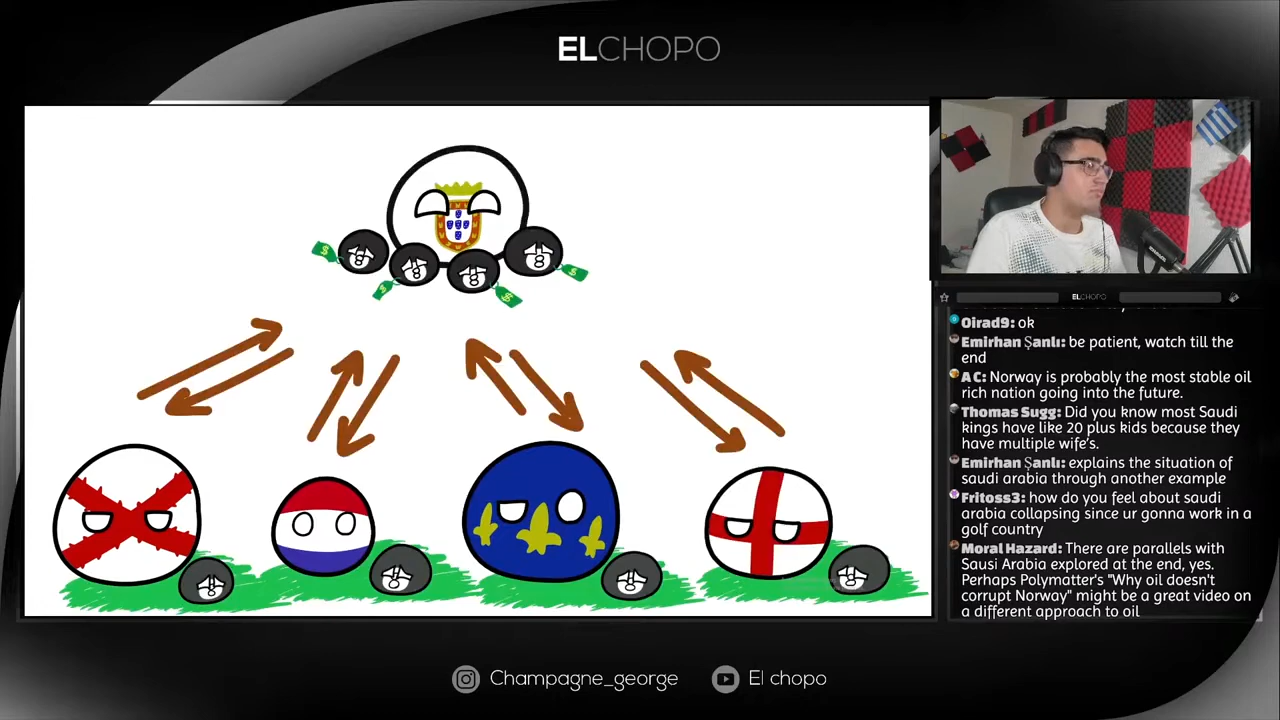 ELCHOPO
ELCHOPO
Oirad9: ok
Emirhan Şanlı: be patient, watch till the
end
A C: Norway is probably the most stable oil
rich nation going into the future.
Thomas Sugg: Did you know most Saudi
kings have like 20 plus kids because they
have multiple wife's.
Emirhan Şanlı: explains the situation of
saudi arabia through another example
Fritoss3: how do you feel about saudi
arabia collapsing since ur gonna work in a
golf country
Moral Hazard: There are parallels with
Sausi Arabia explored at the end, yes.
Perhaps Polymatter's "Why oil doesn't
corrupt Norway" might be a great video on
a different approach to oil
Champagne_george
El chopo